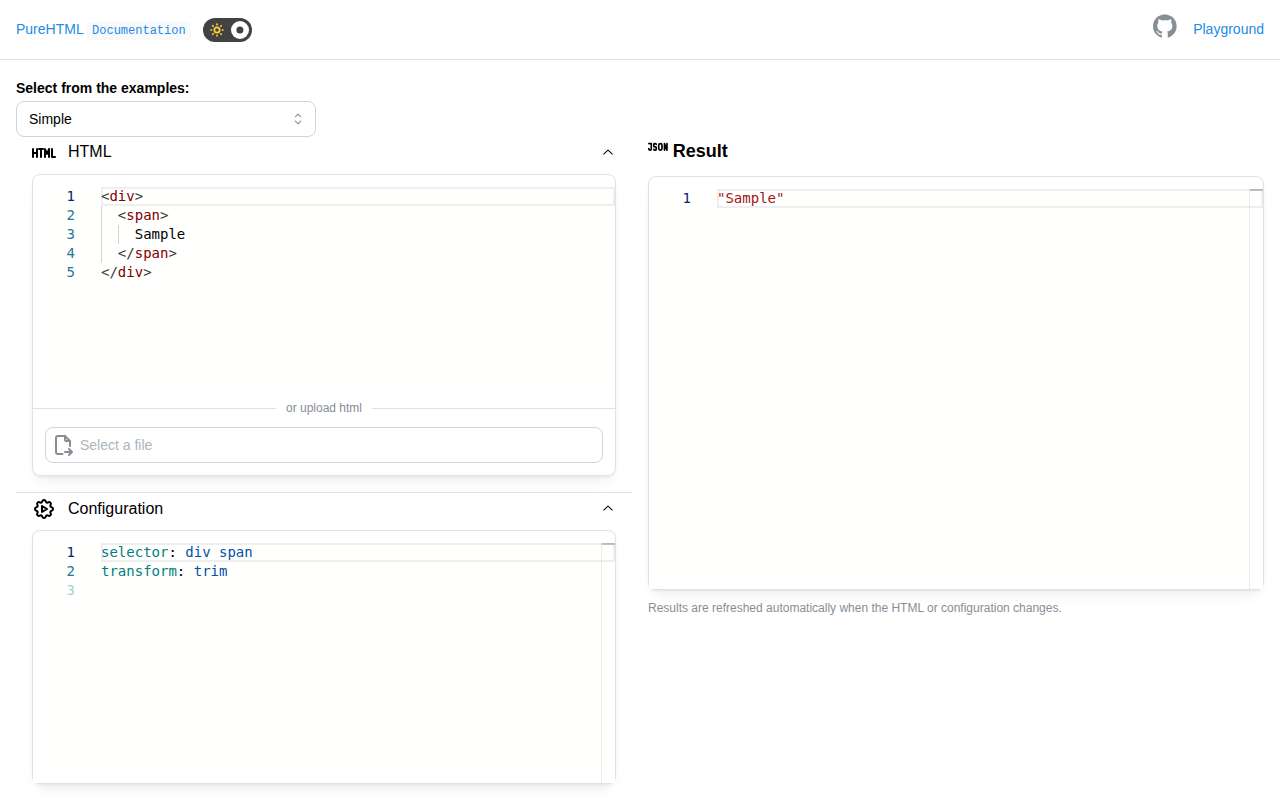 PureHTML Documentation
Playground
Select from the examples:
Simple
HTML HTML
1 <div>
2 <span>
3 Sample
4 </span>
5 </div>
or upload html
Select a file
Configuration
1 selector: div span
2 transform: trim
3
JSON Result
1 "Sample"
Results are refreshed automatically when the HTML or configuration changes.